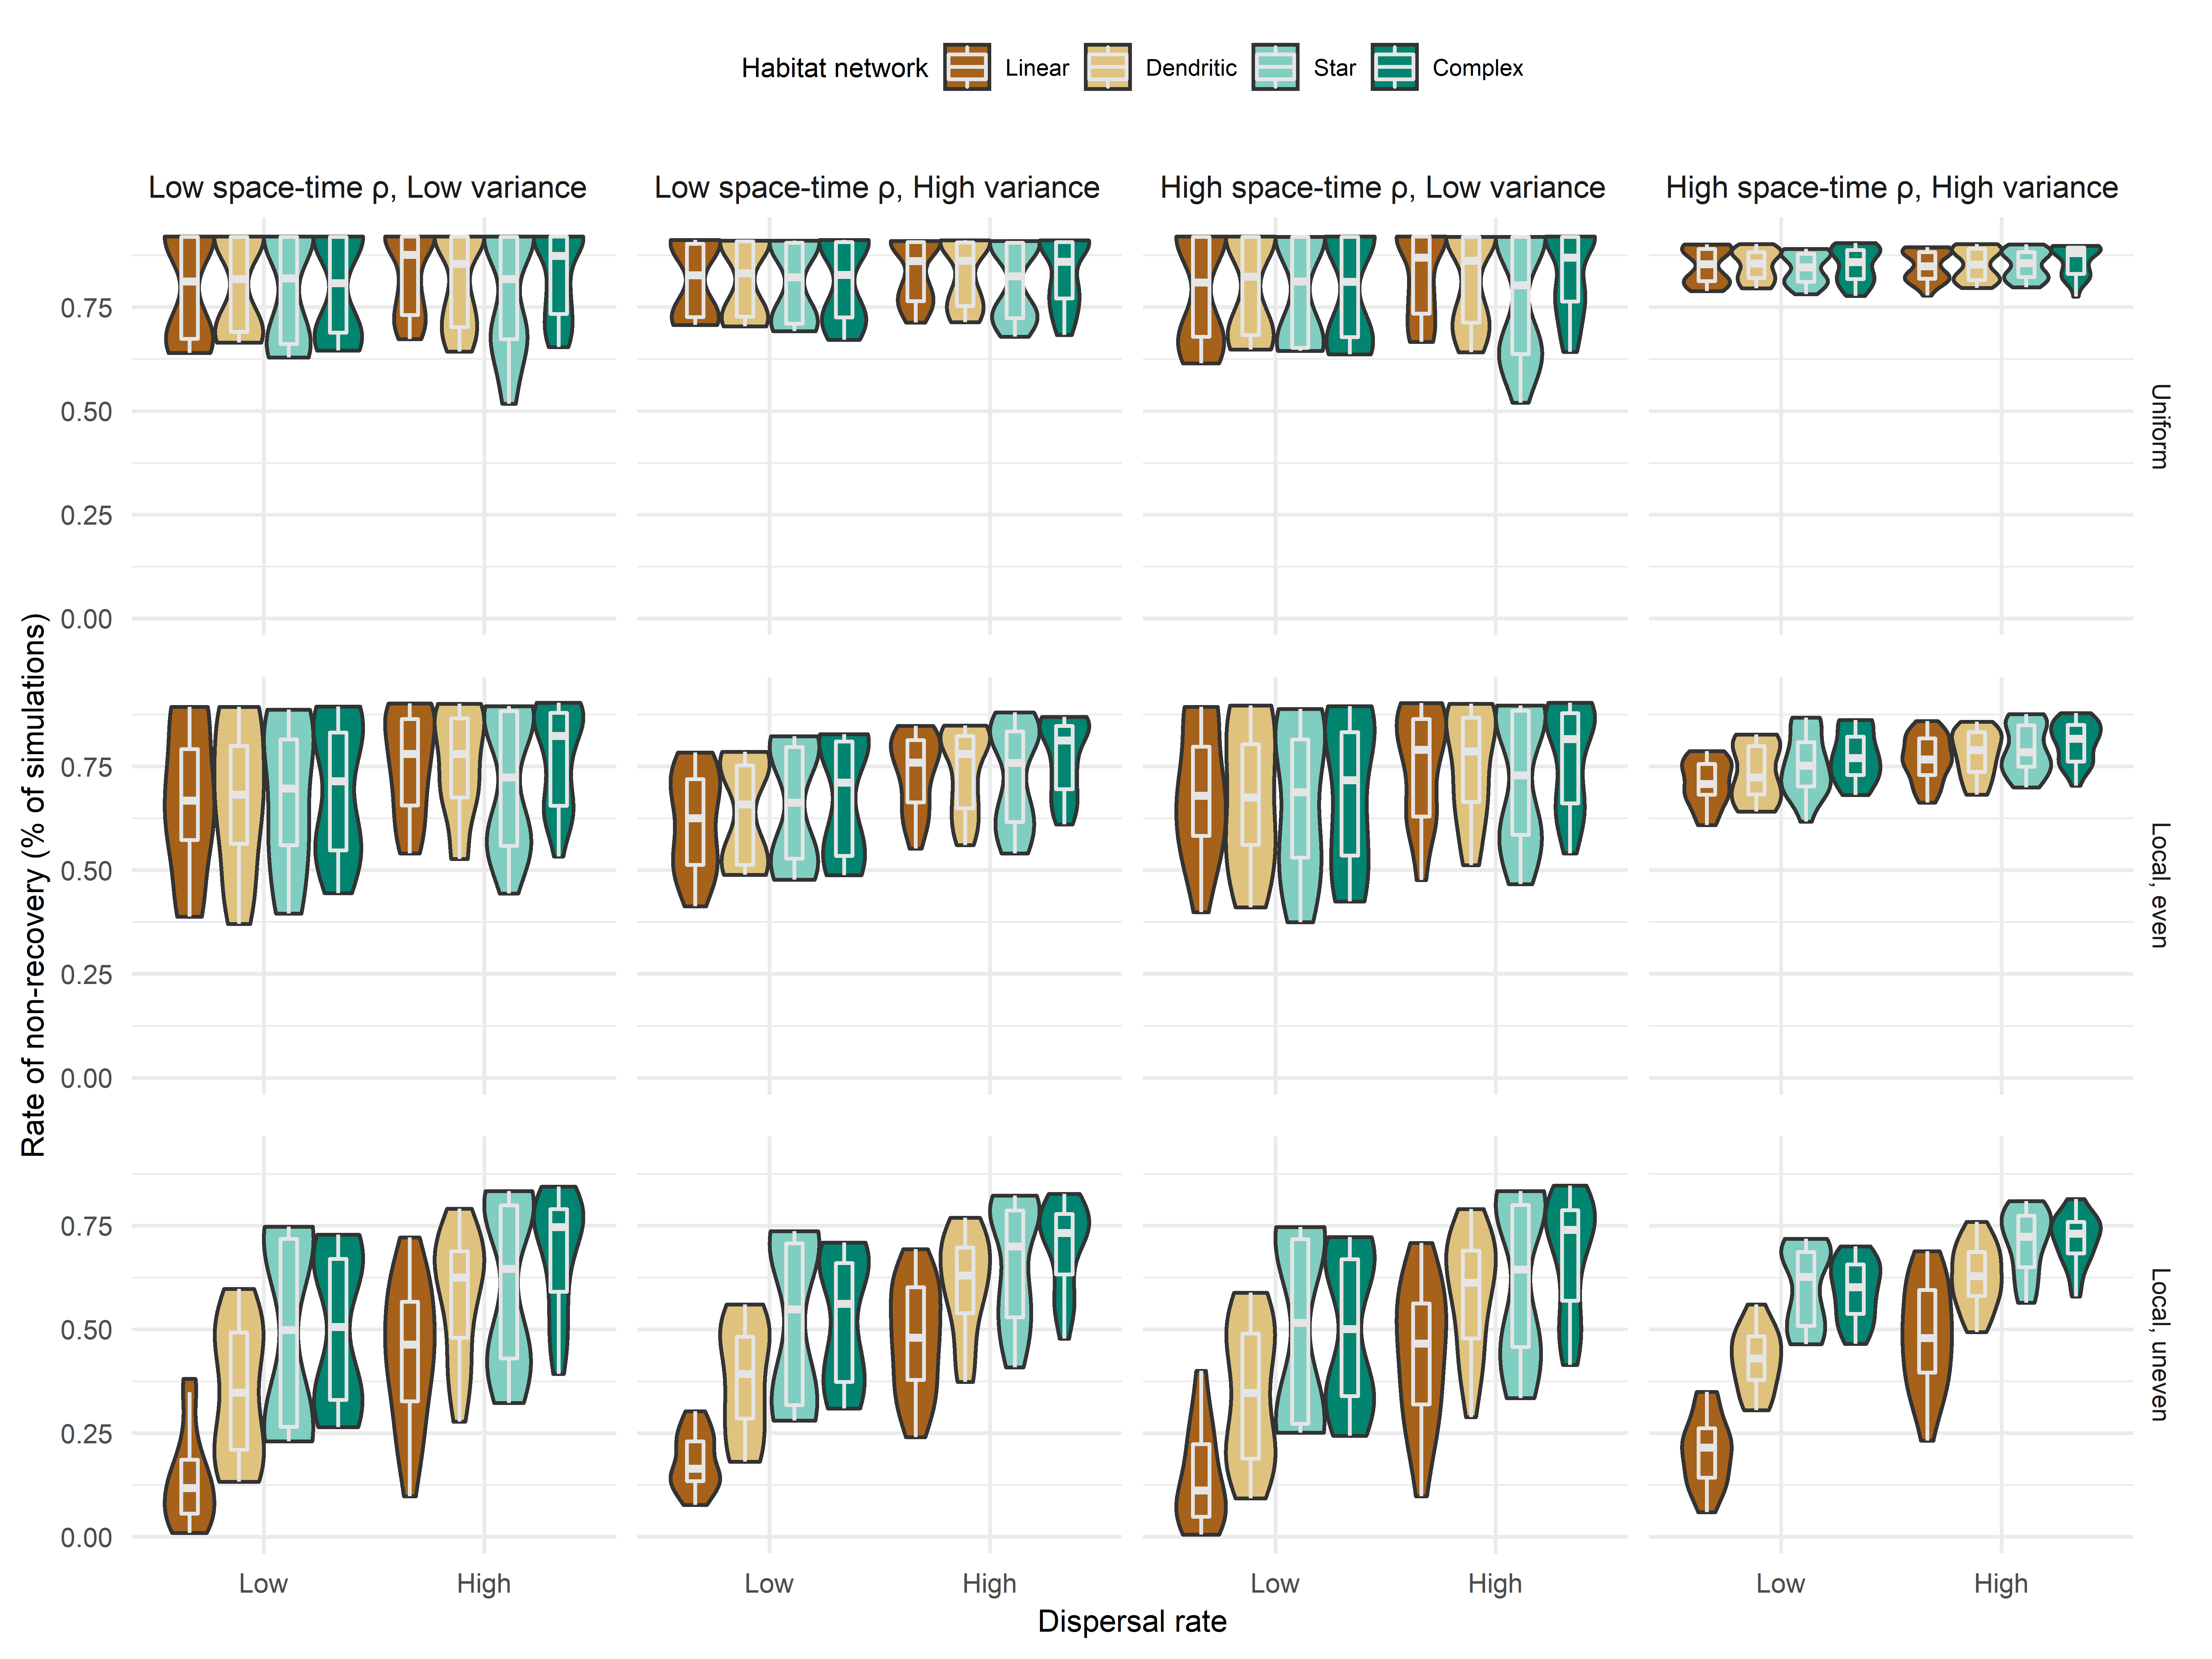 Habitat network Linear Dendritic Star Complex
Low space-time ρ, Low variance
Low space-time ρ, High variance
High space-time ρ, Low variance
High space-time ρ, High variance
Rate of non-recovery (% of simulations)
0.75
0.50
0.25
0.00
Uniform
0.75
0.50
0.25
0.00
Local, even
0.75
0.50
0.25
0.00
Local, uneven
Low High Low High Low High Low High
Dispersal rate